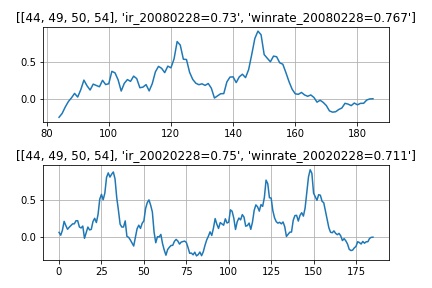 [[44, 49, 50, 54], 'ir_20080228=0.73', 'winrate_20080228=0.767']
0.5
0.0
80 100 120 140 160 180
[[44, 49, 50, 54], 'ir_20020228=0.75', 'winrate_20020228=0.711']
0.5
0.0
0 25 50 75 100 125 150 175